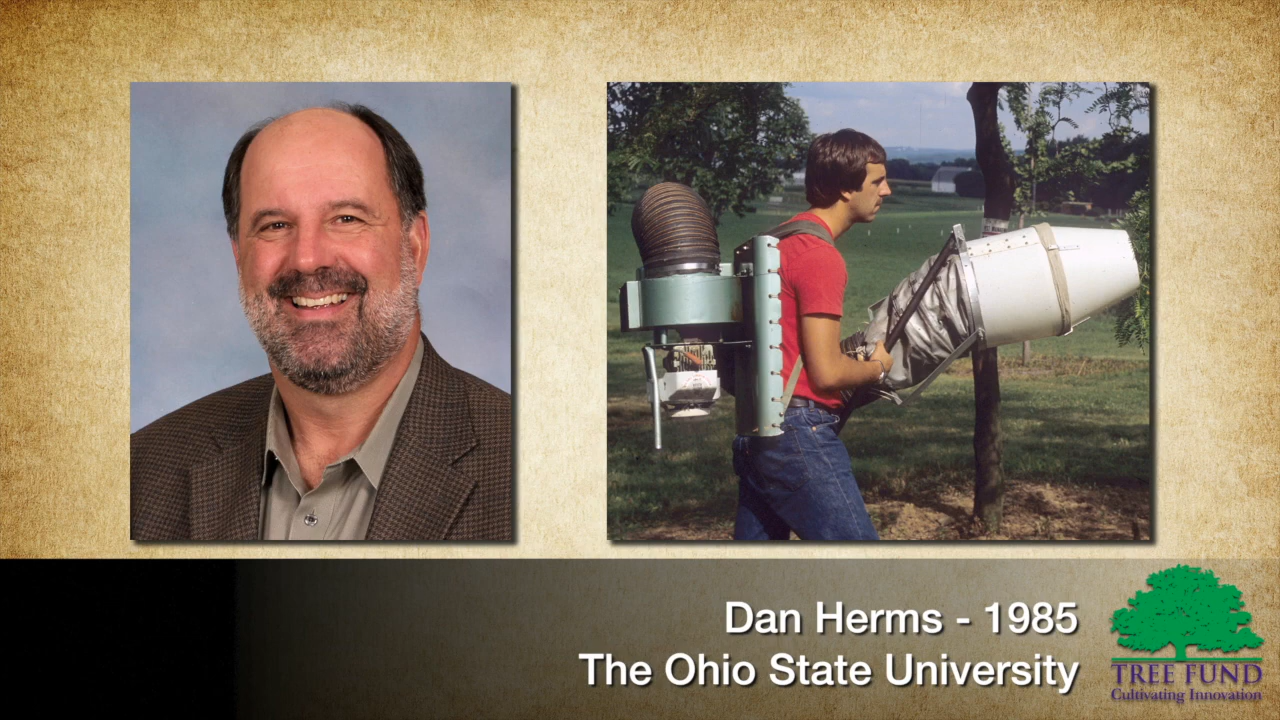 Dan Herms - 1985
The Ohio State University
TREE FUND
Cultivating Innovation